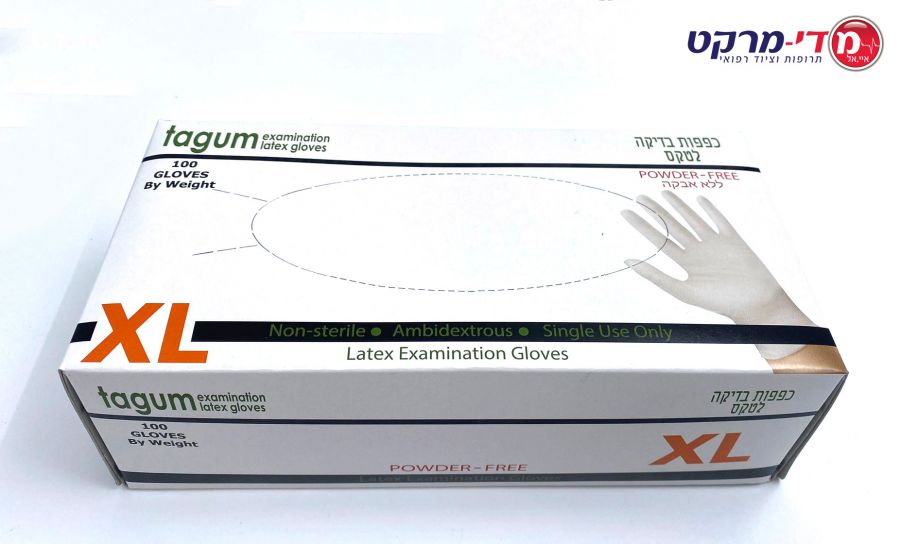 מדי-מרקט
איי.אל
תרופות וציוד רפואי
tagum examination
latex gloves
100
GLOVES
By Weight
כפפות בדיקה
לטקס
POWDER-FREE
ללא אבקה
XL
Non-sterile ● Ambidextrous ● Single Use Only
Latex Examination Gloves
tagum examination
latex gloves
100
GLOVES
By Weight
כפפות בדיקה
לטקס
XL
POWDER-FREE
Latex Examination Gloves